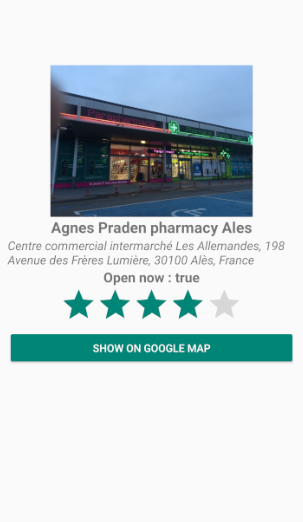 Agnes Praden pharmacy Ales
Centre commercial intermarché Les Allemandes, 198
Avenue des Frères Lumière, 30100 Alès, France
Open now : true
SHOW ON GOOGLE MAP